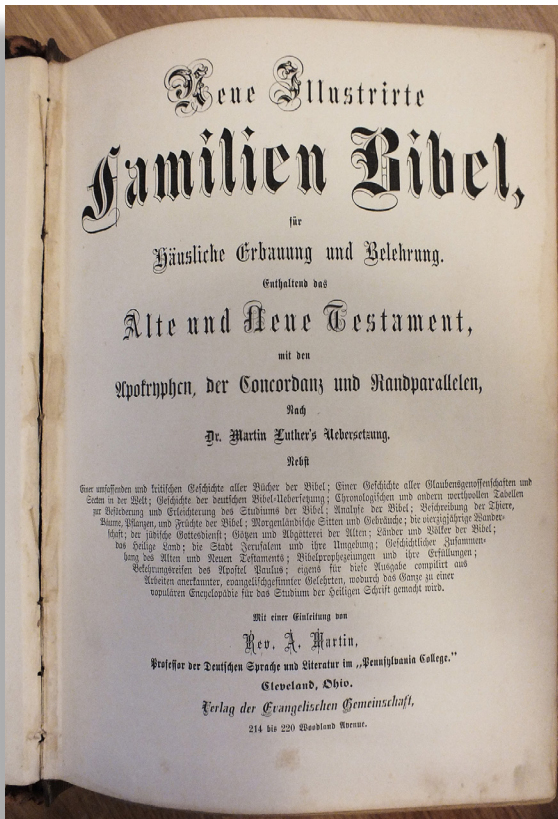 Neue Illustrirte
Familien Bibel,
für
Häusliche Erbauung und Belehrung.
Enthaltend das
Alte und Neue Testament,
mit den
Apokryphen, der Concordanz und Randparallelen,
Nach
Dr. Martin Luther's Uebersetzung.
Nebst
Einer umfassenden und kritischen Geschichte aller Bücher der Bibel; Einer Geschichte aller Glaubensgenossenschaften und
Secten in der Welt; Geschichte der deutschen Bibel-Uebersetzung; Chronologischen und andern werthvollen Tabellen
zur Beförderung und Erleichterung des Studiums der Bibel; Analyse der Bibel; Beschreibung der Thiere,
Bäume, Pflanzen, und Früchte der Bibel; Morgenländische Sitten und Gebräuche; die vierzigjährige Wander-
schaft; der jüdische Gottesdienst; Götzen und Abgötterei der Alten; Länder und Völker der Bibel;
das Heilige Land; die Stadt Jerusalem und ihre Umgebung; Geschichtlicher Zusammen-
hang des Alten und Neuen Testaments; Bibelprophezeiungen und ihre Erfüllungen;
Bekehrungsreisen des Apostel Paulus; eigens für diese Ausgabe compilirt aus
Arbeiten anerkannter, evangelischgesinnter Gelehrten, wodurch das Ganze zu einer
populären Encyclopädie für das Studium der Heiligen Schrift gemacht wird.
Mit einer Einleitung von
Rev. A. Martin,
Professor der Deutschen Sprache und Literatur im „Pennsylvania College."
Cleveland, Ohio.
Verlag der Evangelischen Gemeinschaft,
214 bis 220 Woodland Avenue.